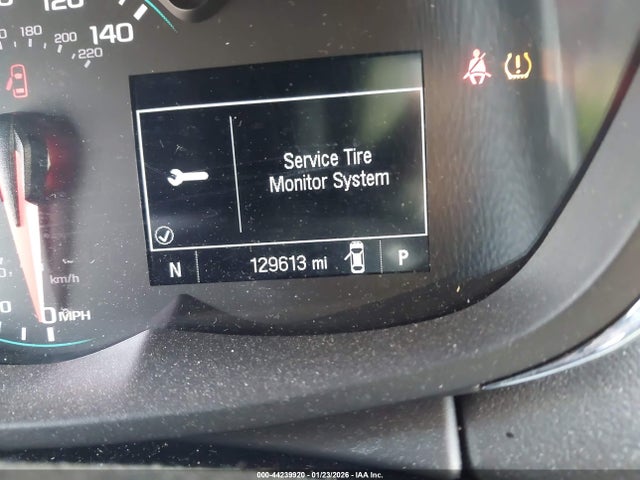 120
140
180
200
220
Service Tire
Monitor System
N 129613 mi P
km/h
0 MPH
000-44239920 - 01/23/2026 - IAA Inc.